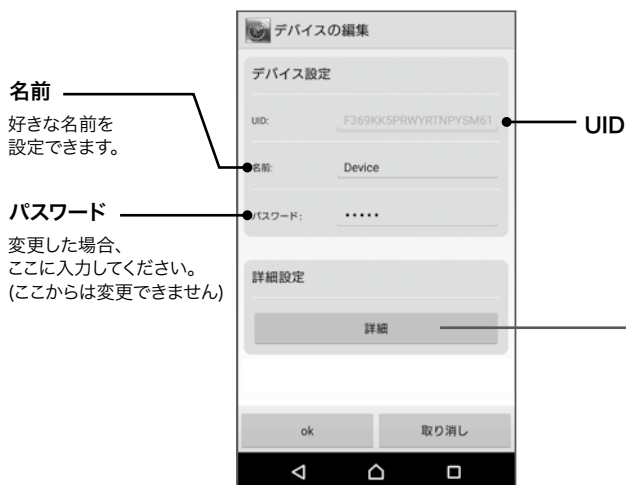 デバイスの編集
デバイス設定
名前
好きな名前を
設定できます。
UID:
F369KK5PRWYRTNPYSM61
UID
名前:
Device
パスワード
変更した場合、
ここに入力してください。
(ここからは変更できません)
パスワード:
•••••
詳細設定
詳細
ok
取り消し